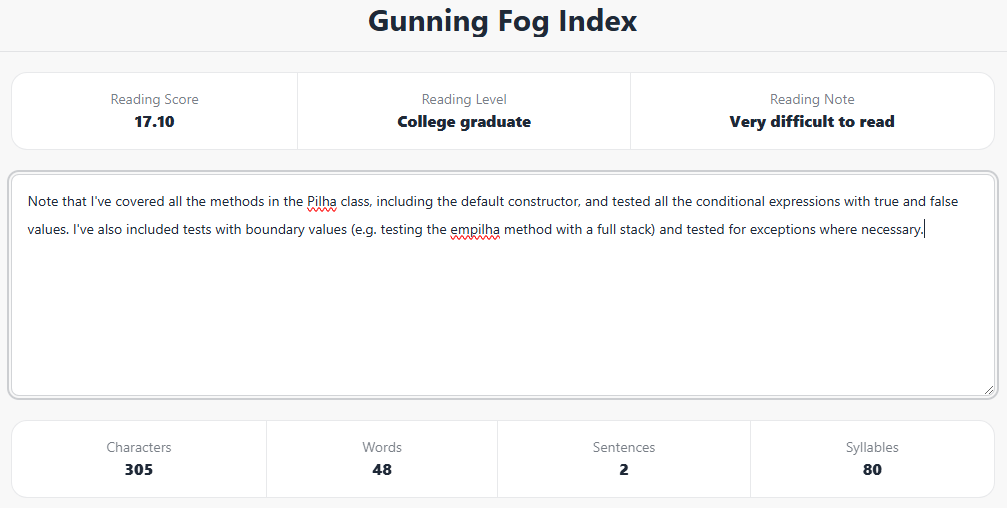 Gunning Fog Index
Reading Score
17.10
Reading Level
College graduate
Reading Note
Very difficult to read
Note that I've covered all the methods in the Pilha class, including the default constructor, and tested all the conditional expressions with true and false
values. I've also included tests with boundary values (e.g. testing the empilha method with a full stack) and tested for exceptions where necessary.
Characters
305
Words
48
Sentences
2
Syllables
80